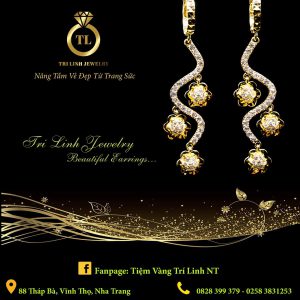 TL
TRI LINH JEWELRY
Nâng Tầm Vẻ Đẹp Từ Trang Sức
Tri Linh Jewelry
Beautiful Earrings...
Fanpage: Tiệm Vàng Trí Linh NT
88 Tháp Bà, Vĩnh Thọ, Nha Trang
0828 399 379 - 0258 3831253